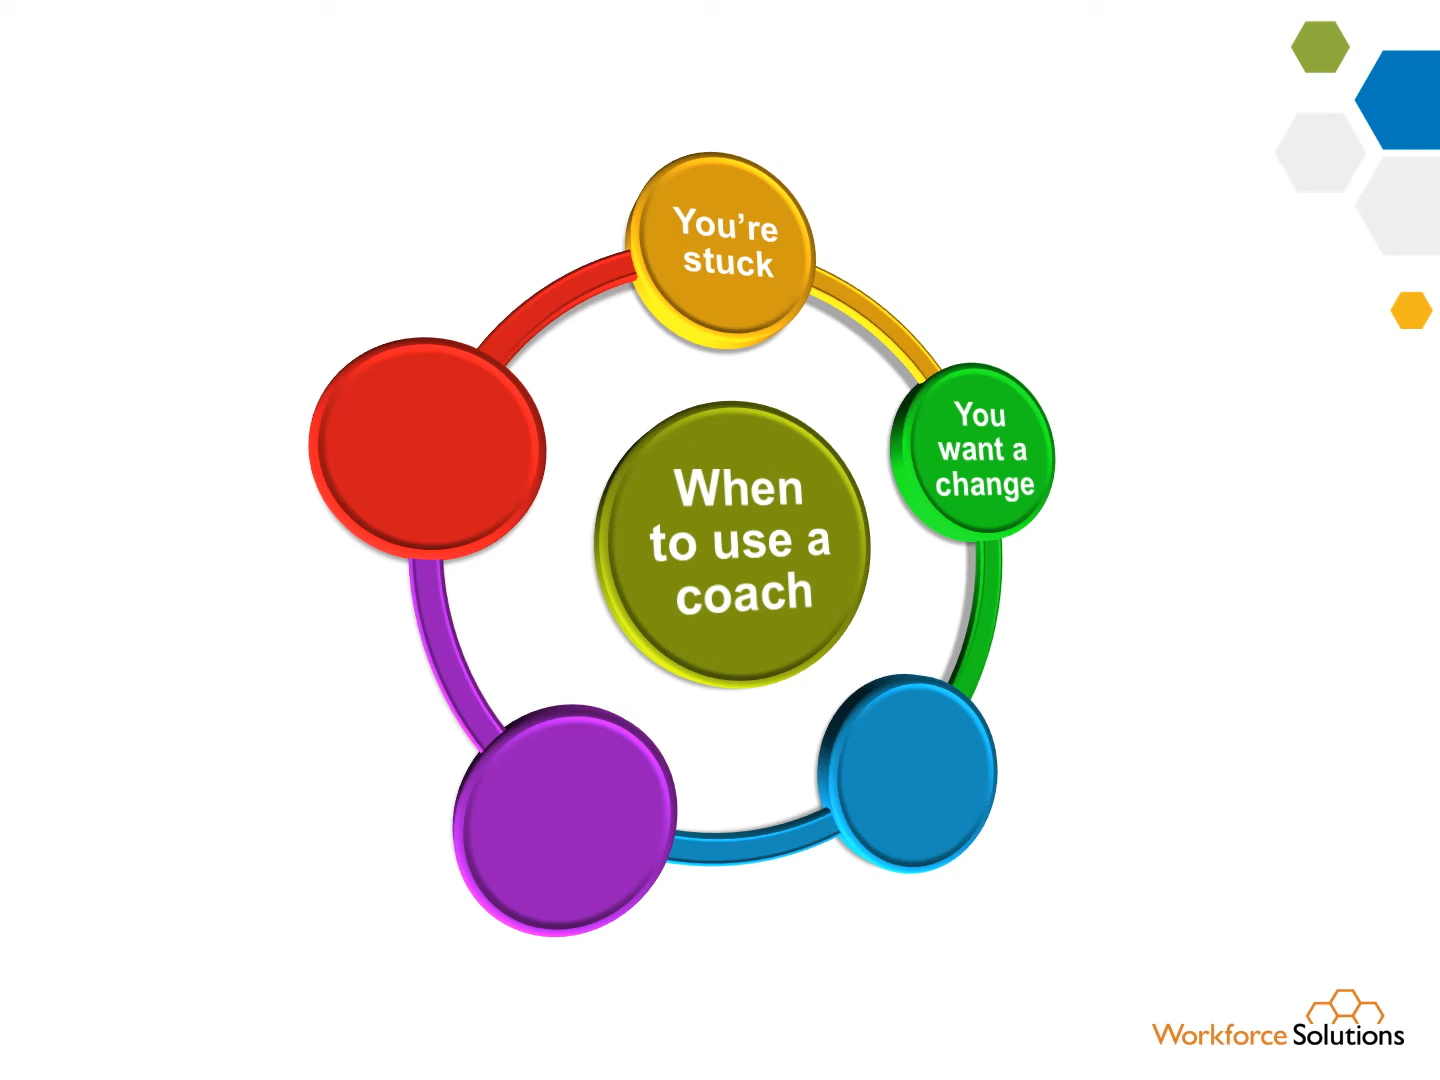 You’re
stuck
You
want a
change
When
to use a
coach
Workforce Solutions